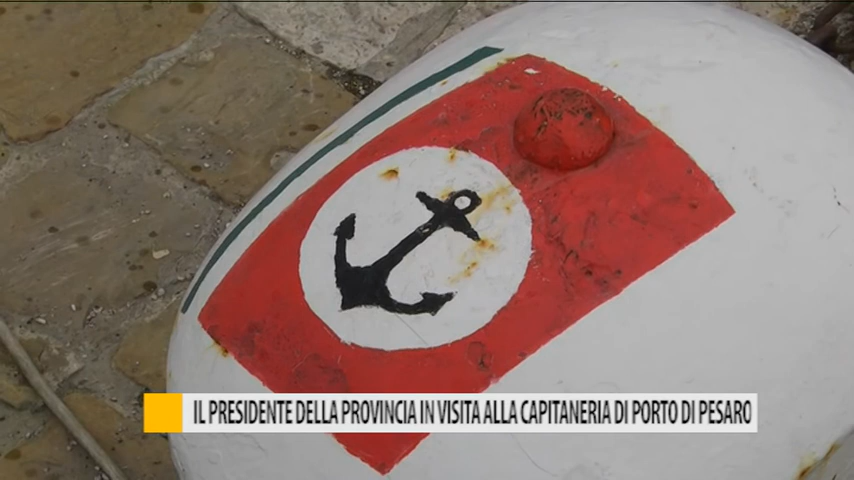 IL PRESIDENTE DELLA PROVINCIA IN VISITA ALLA CAPITANERIA DI PORTO DI PESARO